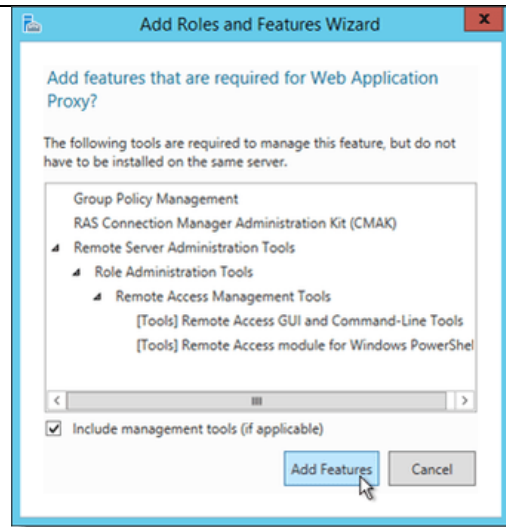 Add Roles and Features Wizard
x
Add features that are required for Web Application
Proxy?
The following tools are required to manage this feature, but do not
have to be installed on the same server.
Group Policy Management
RAS Connection Manager Administration Kit (CMAK)
Remote Server Administration Tools
Role Administration Tools
Remote Access Management Tools
[Tools] Remote Access GUI and Command-Line Tools
[Tools] Remote Access module for Windows PowerShel
Include management tools (if applicable)
Add Features
Cancel